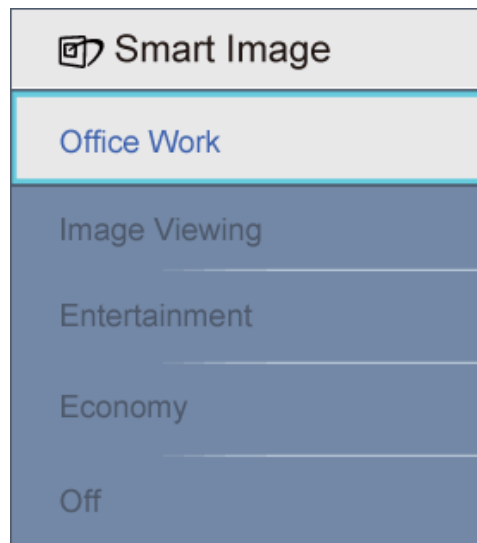 Smart Image
Office Work
Image Viewing
Entertainment
Economy
Off